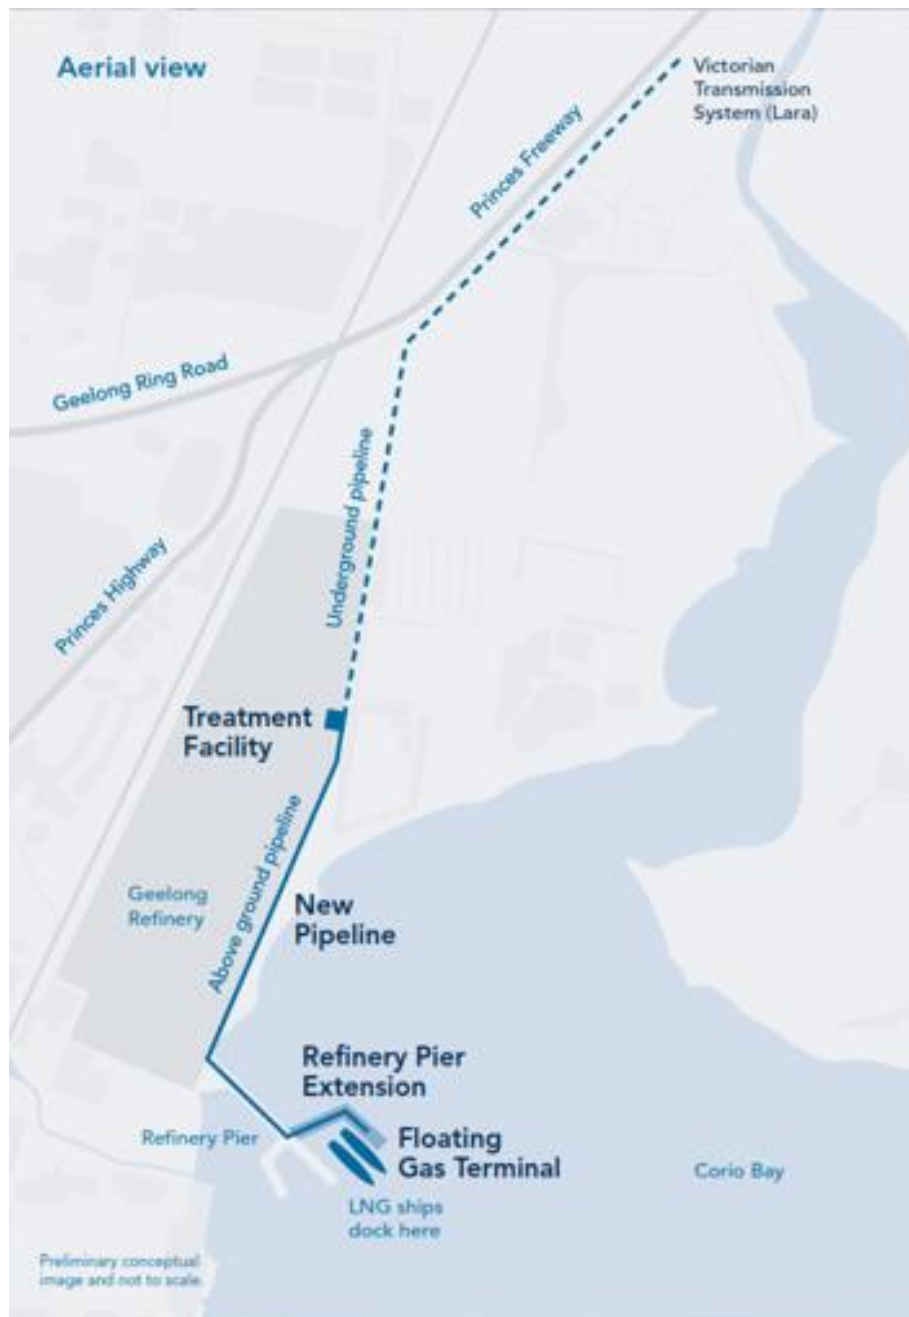 Aerial view
Victorian
Transmission
System (Lara)
Princes Freeway
Geelong Ring Road
Underground pipeline
Princes Highway
Treatment
Facility
Above ground pipeline
Geelong
Refinery
New
Pipeline
Refinery Pier
Extension
Refinery Pier
Floating
Gas Terminal
Corio Bay
LNG ships
dock here
Preliminary conceptual
image and not to scale.